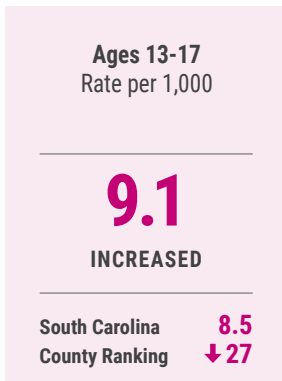 Ages 13-17
Rate per 1,000
9.1
INCREASED
South Carolina 8.5
County Ranking ↓27